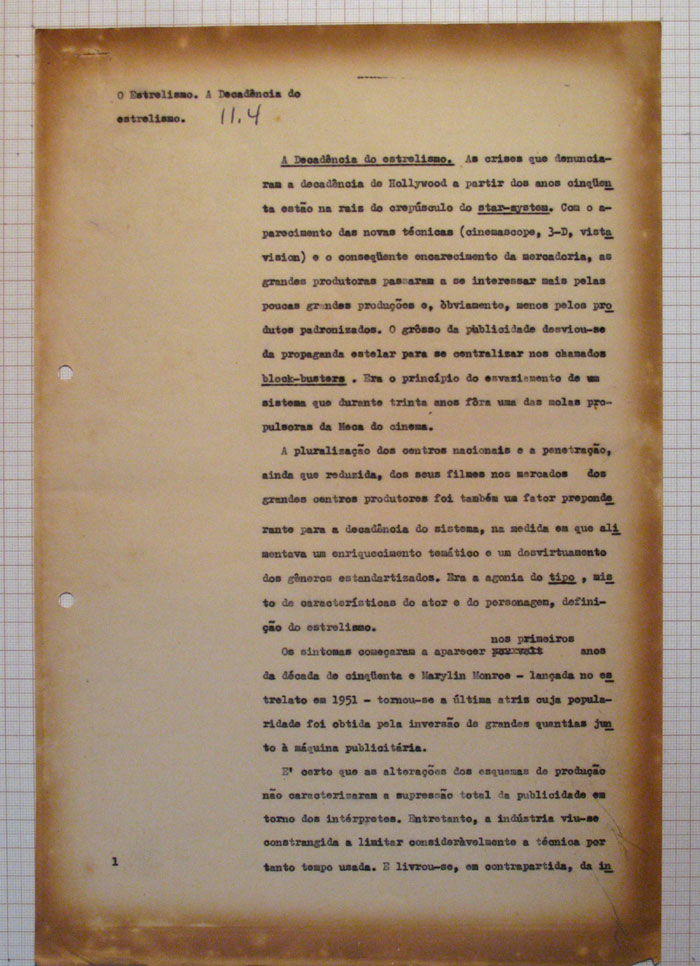 O Estrelismo. A Decadência do
estrelismo. 11.4
A Decadência do estrelismo. As crises que denuncia-
ram a decadência de Hollywood a partir dos anos cinqüen
ta estão na rais do crepúsculo do star-system. Com o a-
parecimento das novas técnicas (cinemascope, 3-D, vista
vision) e o conseqüente encarecimento da mercadoria, as
grandes produtoras passaram a se interessar mais pelas
poucas grandes produções e, òbviamente, menos pelos pro
dutos padronizados. O grôsso da publicidade desviou-se
da propaganda estelar para se centralizar nos chamados
block-busters . Era o princípio do esvaziamento de um
sistema que durante trinta anos fôra uma das molas pro-
pulsoras da Meca do cinema.
A pluralização dos centros nacionais e a penetração,
ainda que reduzida, dos seus filmes nos mercados dos
grandes centros produtores foi também um fator preponde
rante para a decadência do sistema, na medida em que ali
mentava um enriquecimento temático e um desvirtuamento
dos gêneros estandartizados. Era a agonia do tipo , mis
to de características do ator e do personagem, defini-
ção do estrelismo.
nos primeiros
Os sintomas começaram a aparecer anos
da década de cinqüenta e Marylin Monroe - lançada no es
trelato em 1951 - tornou-se a última atris cuja popula-
ridade foi obtida pela inversão de grandes quantias jun
to à máquina publicitária.
E' certo que as alterações dos esquemas de produção
não caracterizaram a supressão total da publicidade em
torno dos intérpretes. Entretanto, a indústria viu-se
constrangida a limitar consideràvelmente a técnica por
tanto tempo usada. E livrou-se, em contrapartida, da in
1